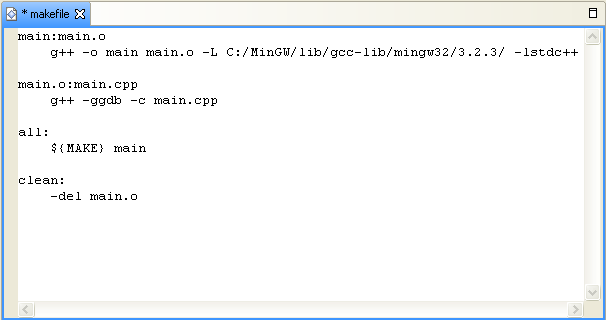 * makefile
main:main.o
    g++ -o main main.o -L C:/MinGW/lib/gcc-lib/mingw32/3.2.3/ -lstdc++
main.o:main.cpp
    g++ -ggdb -c main.cpp
all:
    ${MAKE} main
clean:
    -del main.o